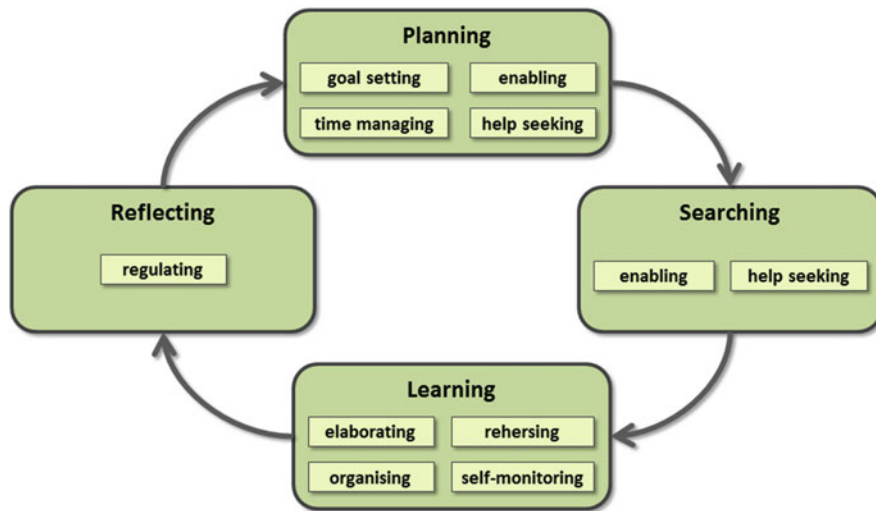 Planning
goal setting
enabling
time managing
help seeking
Reflecting
regulating
Searching
enabling
help seeking
Learning
elaborating
rehersing
organising
self-monitoring